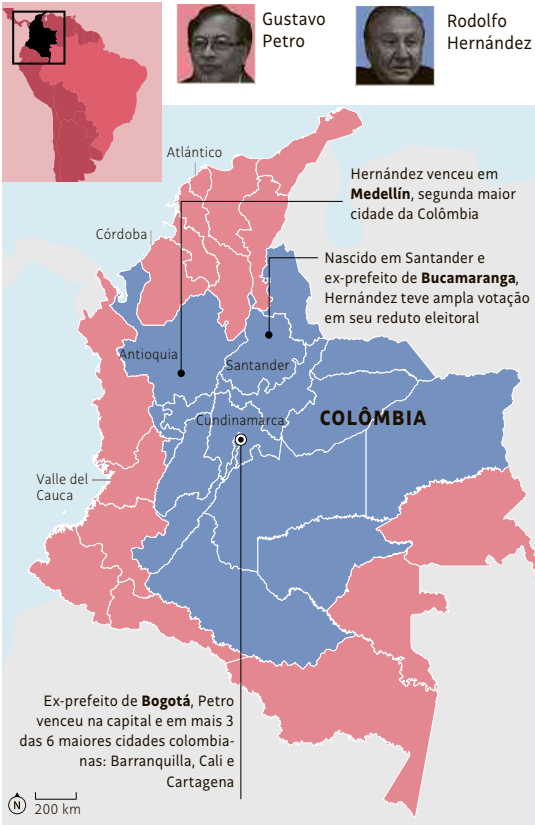 Gustavo
Petro
Rodolfo
Hernández
Atlántico
Hernández venceu em
Medellín, segunda maior
cidade da Colômbia
Córdoba
Nascido em Santander e
ex-prefeito de Bucamaranga,
Hernández teve ampla votação
em seu reduto eleitoral
Antioquia
Santander
Cundinamarca
COLÔMBIA
Valle del
Cauca
Ex-prefeito de Bogotá, Petro
venceu na capital e em mais 3
das 6 maiores cidades colombia-
nas: Barranquilla, Cali e
Cartagena
N
200 km